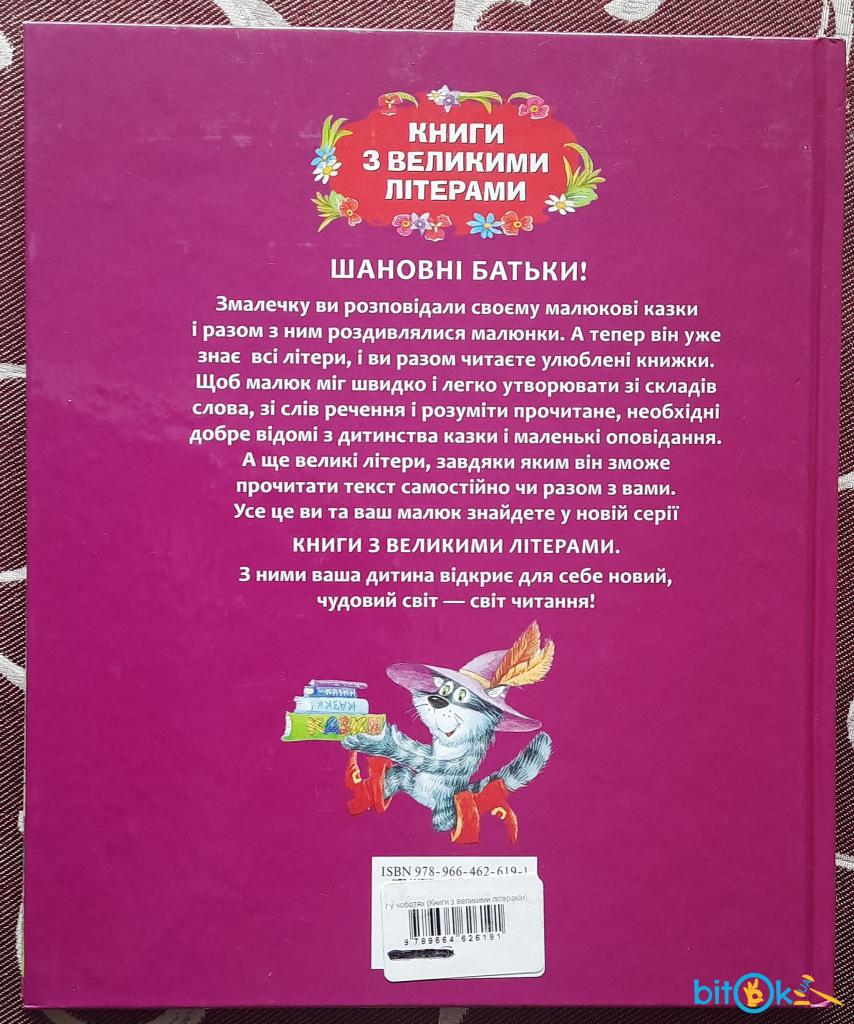 КНИГИ
З ВЕЛИКИМИ
ЛІТЕРАМИ
ШАНОВНІ БАТЬКИ!
Змалечку ви розповідали своєму малюкові казки
і разом з ним роздивлялися малюнки. А тепер він уже
знає всі літери, і ви разом читаєте улюблені книжки.
Щоб малюк міг швидко і легко утворювати зі складів
слова, зі слів речення і розуміти прочитане, необхідні
добре відомі з дитинства казки і маленькі оповідання.
А ще великі літери, завдяки яким він зможе
прочитати текст самостійно чи разом з вами.
Усе це ви та ваш малюк знайдете у новій серії
КНИГИ З ВЕЛИКИМИ ЛІТЕРАМИ.
З ними ваша дитина відкриє для себе новий,
чудовий світ — світ читання!
КАЗКИ
КАЗКИ
КАЗКИ
ISBN 978-966-462-619-1
у чоботях (Книги з великими літерами)
9 789664 626191
bitOk
UA